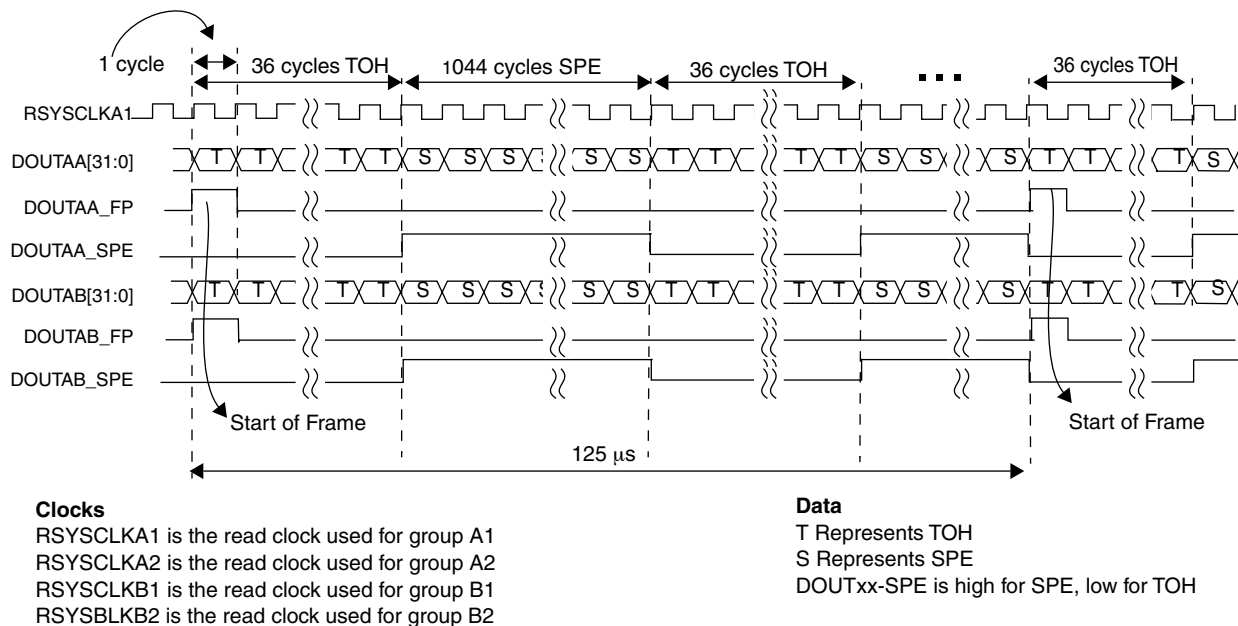 1 cycle
36 cycles TOH
1044 cycles SPE
36 cycles TOH
36 cycles TOH
RSYSCLKA1
DOUTAA[31:0]
T T T T S S S S S S T T T T S S S T T T S
DOUTAA_FP
DOUTAA_SPE
DOUTAB[31:0]
T T T T S S S S S S T T T T S S S T T T S
DOUTAB_FP
DOUTAB_SPE
Start of Frame
Start of Frame
125 μs
Clocks
RSYSCLKA1 is the read clock used for group A1
RSYSCLKA2 is the read clock used for group A2
RSYSCLKB1 is the read clock used for group B1
RSYSBLKB2 is the read clock used for group B2
Data
T Represents TOH
S Represents SPE
DOUTxx-SPE is high for SPE, low for TOH